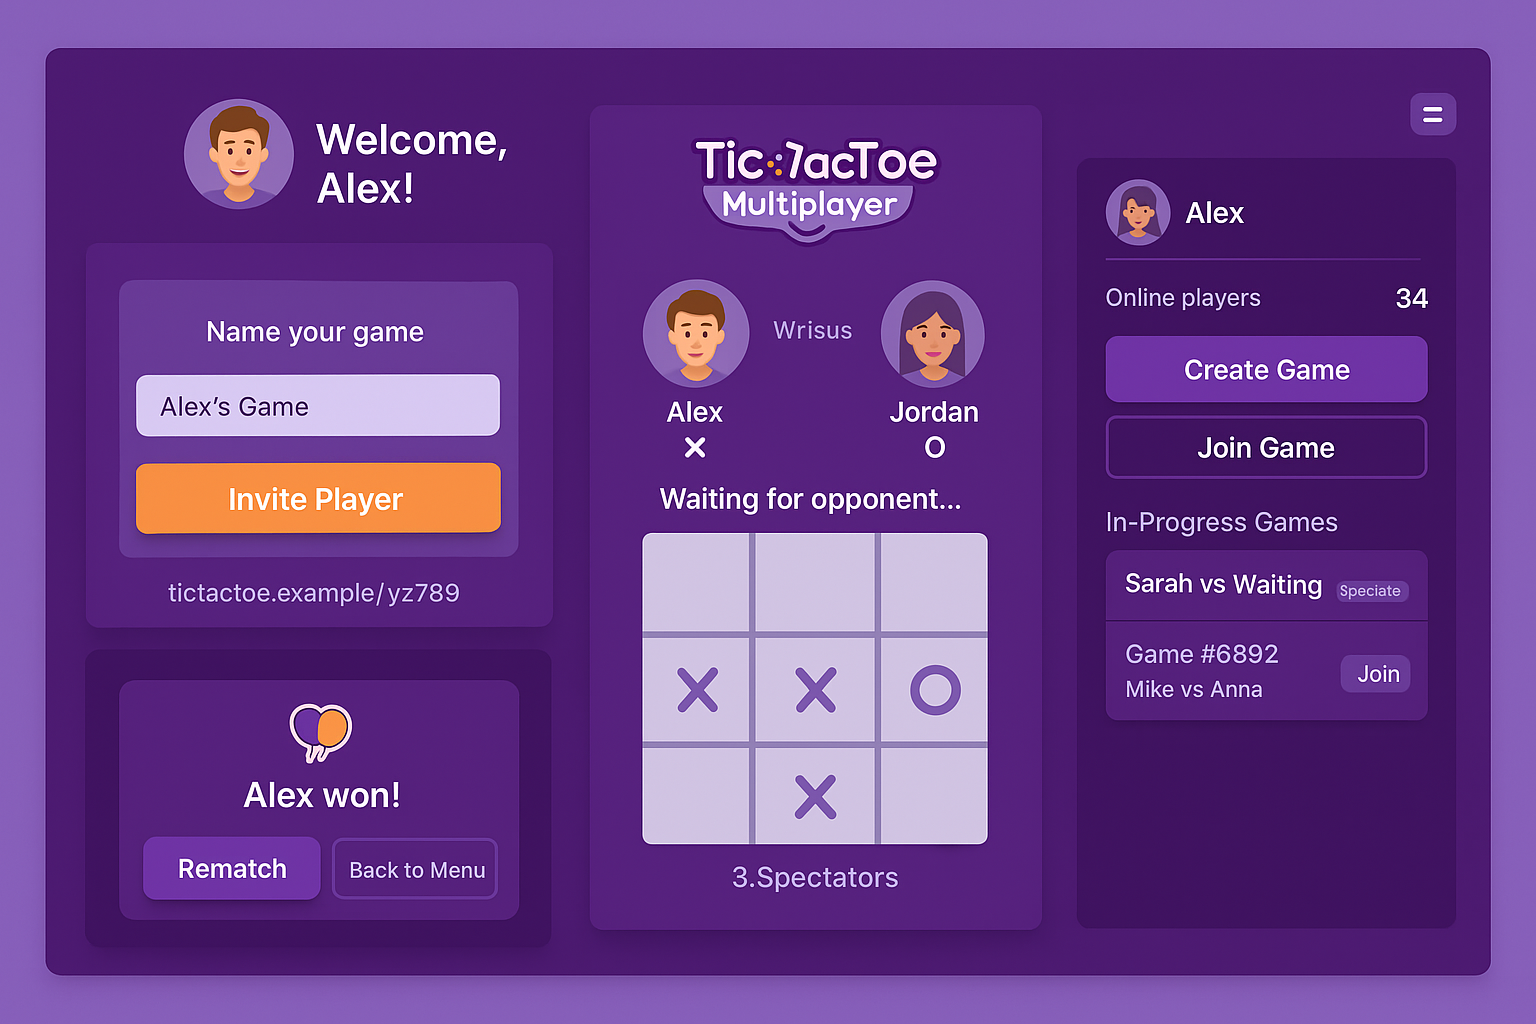 Welcome,
Alex!
Name your game
Alex's Game
Invite Player
tictactoe.example/yz789
Alex won!
Rematch
Back to Menu
Tic TacToe
Multiplayer
Wrisus
Alex
Jordan
X
O
Waiting for opponent...
X X O
X
3.Spectators
Alex
Online players 34
Create Game
Join Game
In-Progress Games
Sarah vs Waiting Speciate
Game #6892
Mike vs Anna
Join